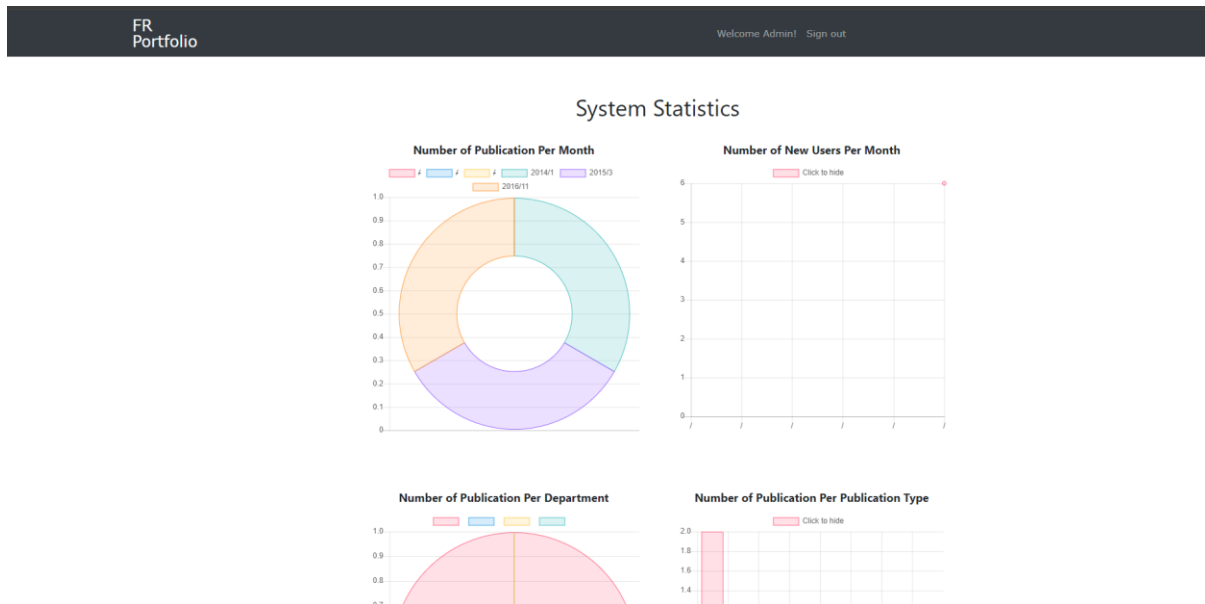 FR
Portfolio
Welcome Admin! Sign out
System Statistics
Number of Publication Per Month
/ / / 2014/1 2015/3
2016/11
1.0
0.9
0.8
0.7
0.6
0.5
0.4
0.3
0.2
0.1
0
Number of New Users Per Month
Click to hide
6
5
4
3
2
1
0
/ / / / / /
Number of Publication Per Department
1.0
0.9
0.8
0.7
Number of Publication Per Publication Type
Click to hide
2.0
1.8
1.6
1.4